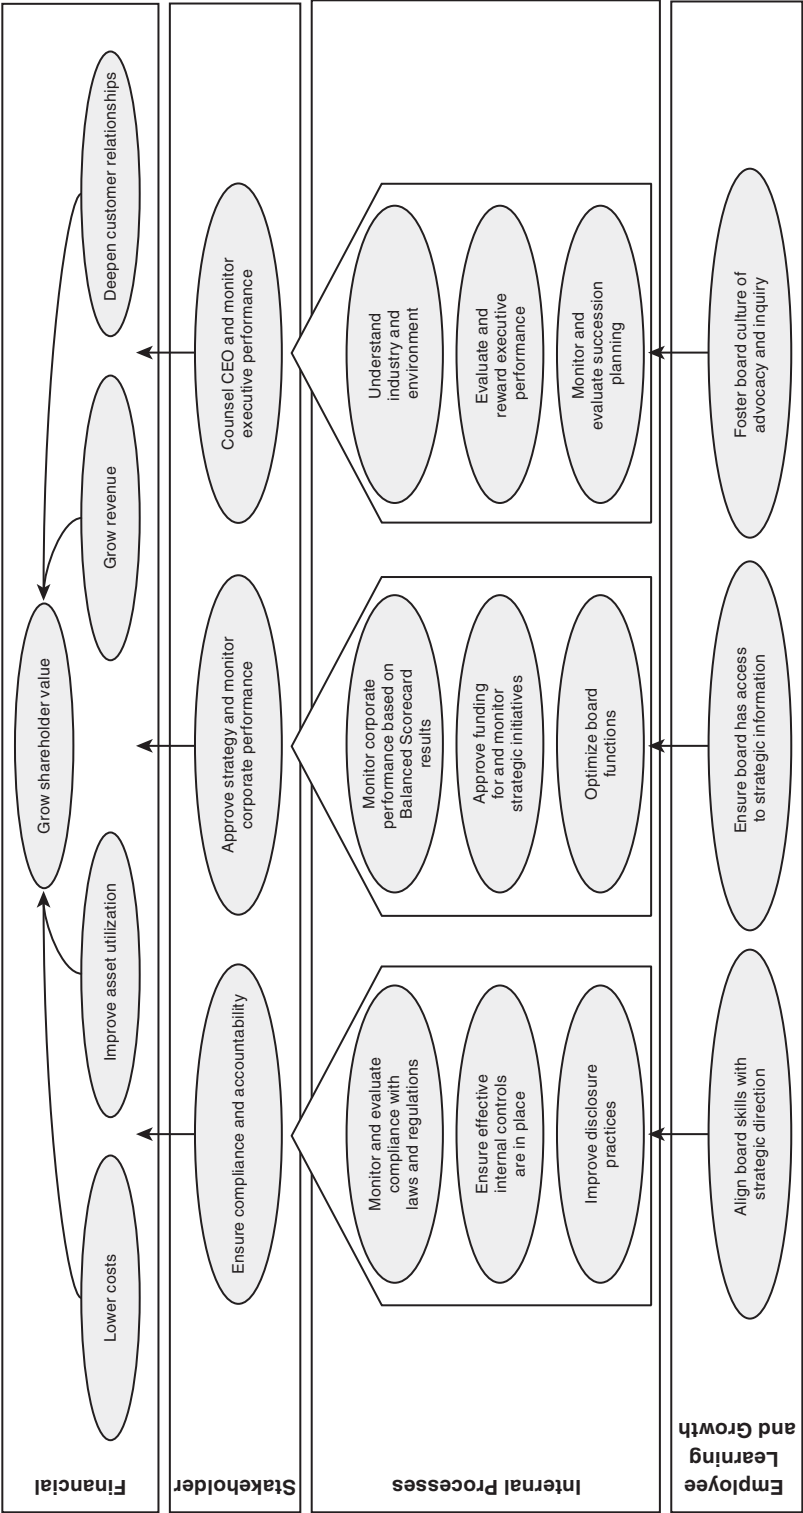 Financial
Grow shareholder value
Lower costs
Improve asset utilization
Grow revenue
Deepen customer relationships
Stakeholder
Ensure compliance and accountability
Approve strategy and monitor
corporate performance
Counsel CEO and monitor
executive performance
Internal Processes
Monitor and evaluate
compliance with
laws and regulations
Ensure effective
internal controls
are in place
Improve disclosure
practices
Monitor corporate
performance based on
Balanced Scorecard
results
Approve funding
for and monitor
strategic initiatives
Optimize board
functions
Understand
industry and
environment
Evaluate and
reward executive
performance
Monitor and
evaluate succession
planning
Employee
Learning
and Growth
Align board skills with
strategic direction
Ensure board has access
to strategic information
Foster board culture of
advocacy and inquiry